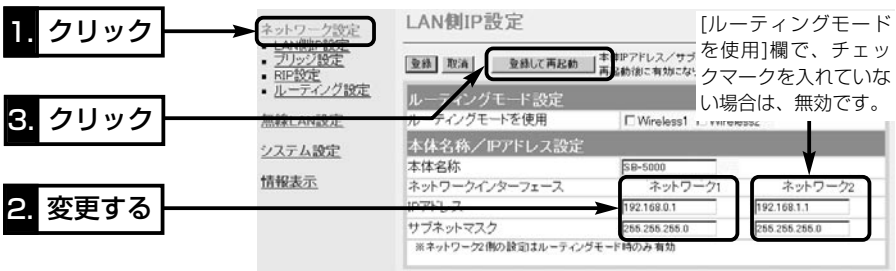 1. クリック
3. クリック
2. 変更する
ネットワーク設定
LAN側IP設定
ブリッジ設定
RIP設定
ルーティング設定
無線LAN設定
システム設定
情報表示
LAN側IP設定
登録 取消 登録して再起動
ルーティングモード設定
ルーティングモードを使用 Wireless1 Wireless2
本体名称/IPアドレス設定
本体名称 SB-5000
ネットワークインターフェース ネットワーク1 ネットワーク2
IPアドレス 192.168.0.1 192.168.1.1
サブネットマスク 255.255.255.0 255.255.255.0
※ネットワーク2側の設定はルーティングモード時のみ有効
[ルーティングモード
を使用]欄で、チェッ
クマークを入れていな
い場合は、無効です。